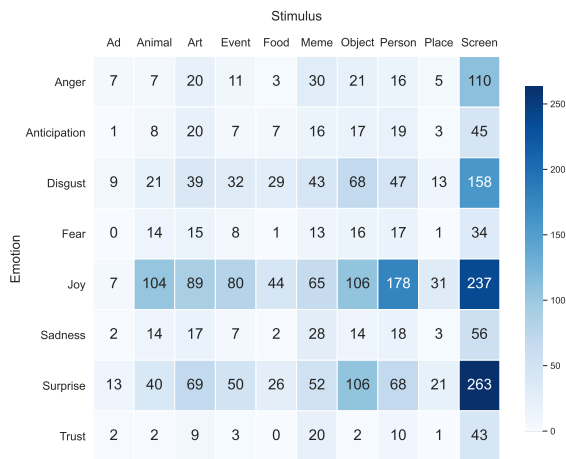 Stimulus
Ad Animal Art Event Food Meme Object Person Place Screen
Anger 7 7 20 11 3 30 21 16 5 110
Anticipation 1 8 20 7 7 16 17 19 3 45
Disgust 9 21 39 32 29 43 68 47 13 158
Fear 0 14 15 8 1 13 16 17 1 34
Joy 7 104 89 80 44 65 106 178 31 237
Sadness 2 14 17 7 2 28 14 18 3 56
Surprise 13 40 69 50 26 52 106 68 21 263
Trust 2 2 9 3 0 20 2 10 1 43
Emotion
250
200
150
100
50
0